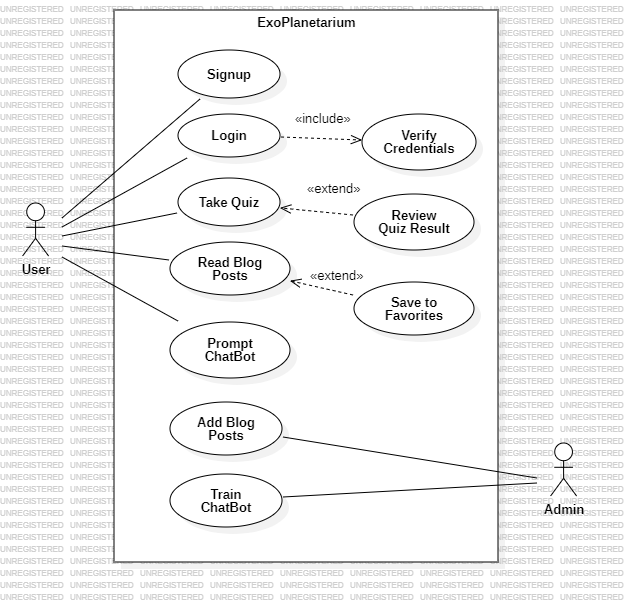 ExoPlanetarium
Signup
Login
«include»
Verify
Credentials
Take Quiz
«extend»
Review
Quiz Result
User
Read Blog
Posts
«extend»
Save to
Favorites
Prompt
ChatBot
Add Blog
Posts
Train
ChatBot
Admin
UNREGISTERED